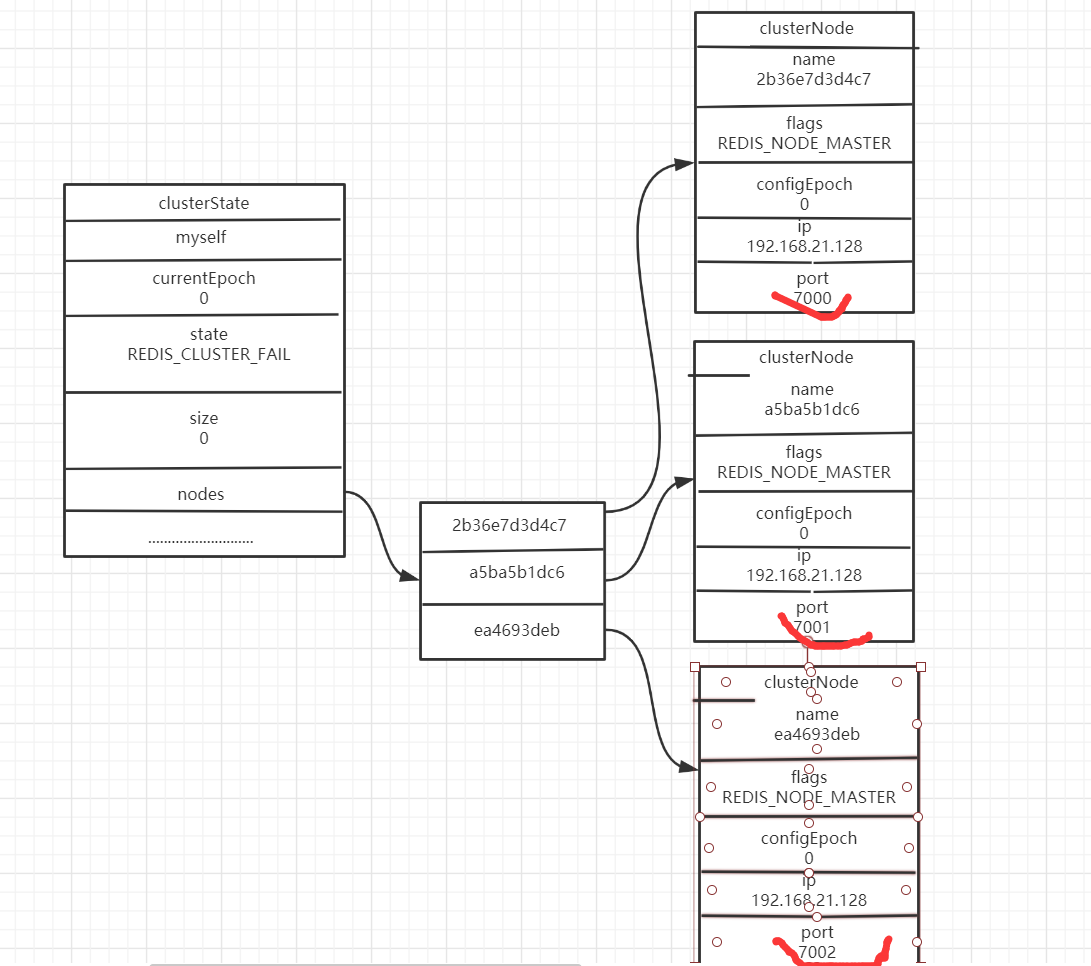 clusterState
myself
currentEpoch
0
state
REDIS_CLUSTER_FAIL
size
0
nodes
...........................
2b36e7d3d4c7
a5ba5b1dc6
ea4693deb
clusterNode
name
2b36e7d3d4c7
flags
REDIS_NODE_MASTER
configEpoch
0
ip
192.168.21.128
port
7000
clusterNode
name
a5ba5b1dc6
flags
REDIS_NODE_MASTER
configEpoch
0
ip
192.168.21.128
port
7001
clusterNode
name
ea4693deb
flags
REDIS_NODE_MASTER
configEpoch
0
ip
192.168.21.128
port
7002